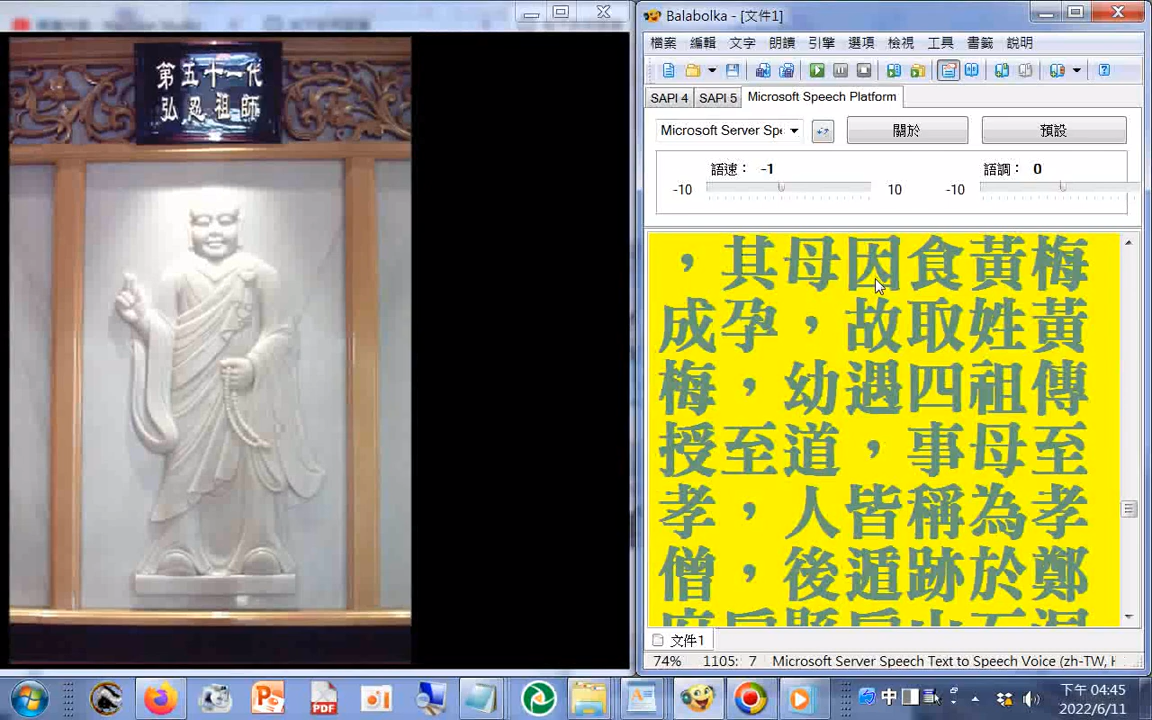 第五十一代
弘忍祖師
Balabolka - [文件1]
檔案 編輯 文字 朗讀 引擎 選項 檢視 工具 書籤 說明
SAPI 4 SAPI 5 Microsoft Speech Platform
Microsoft Server Spe 關於 預設
語速： -1 語調： 0
-10 10 -10
，其母因食黃梅
成孕，故取姓黃
梅，幼遇四祖傳
授至道，事母至
孝，人皆稱為孝
僧，後遁跡於鄭
文件1
74% 1105: 7 Microsoft Server Speech Text to Speech Voice (zh-TW, H
中
下午 04:45
2022/6/11